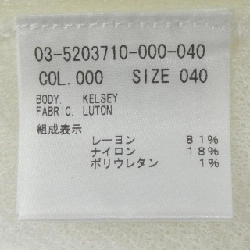 03-5203710-000-040
COL.000 SIZE 040
BODY. KELSEY
FABRIC. LUTON
組成表示
レーヨン 81%
ナイロン 18%
ポリウレタン 1%